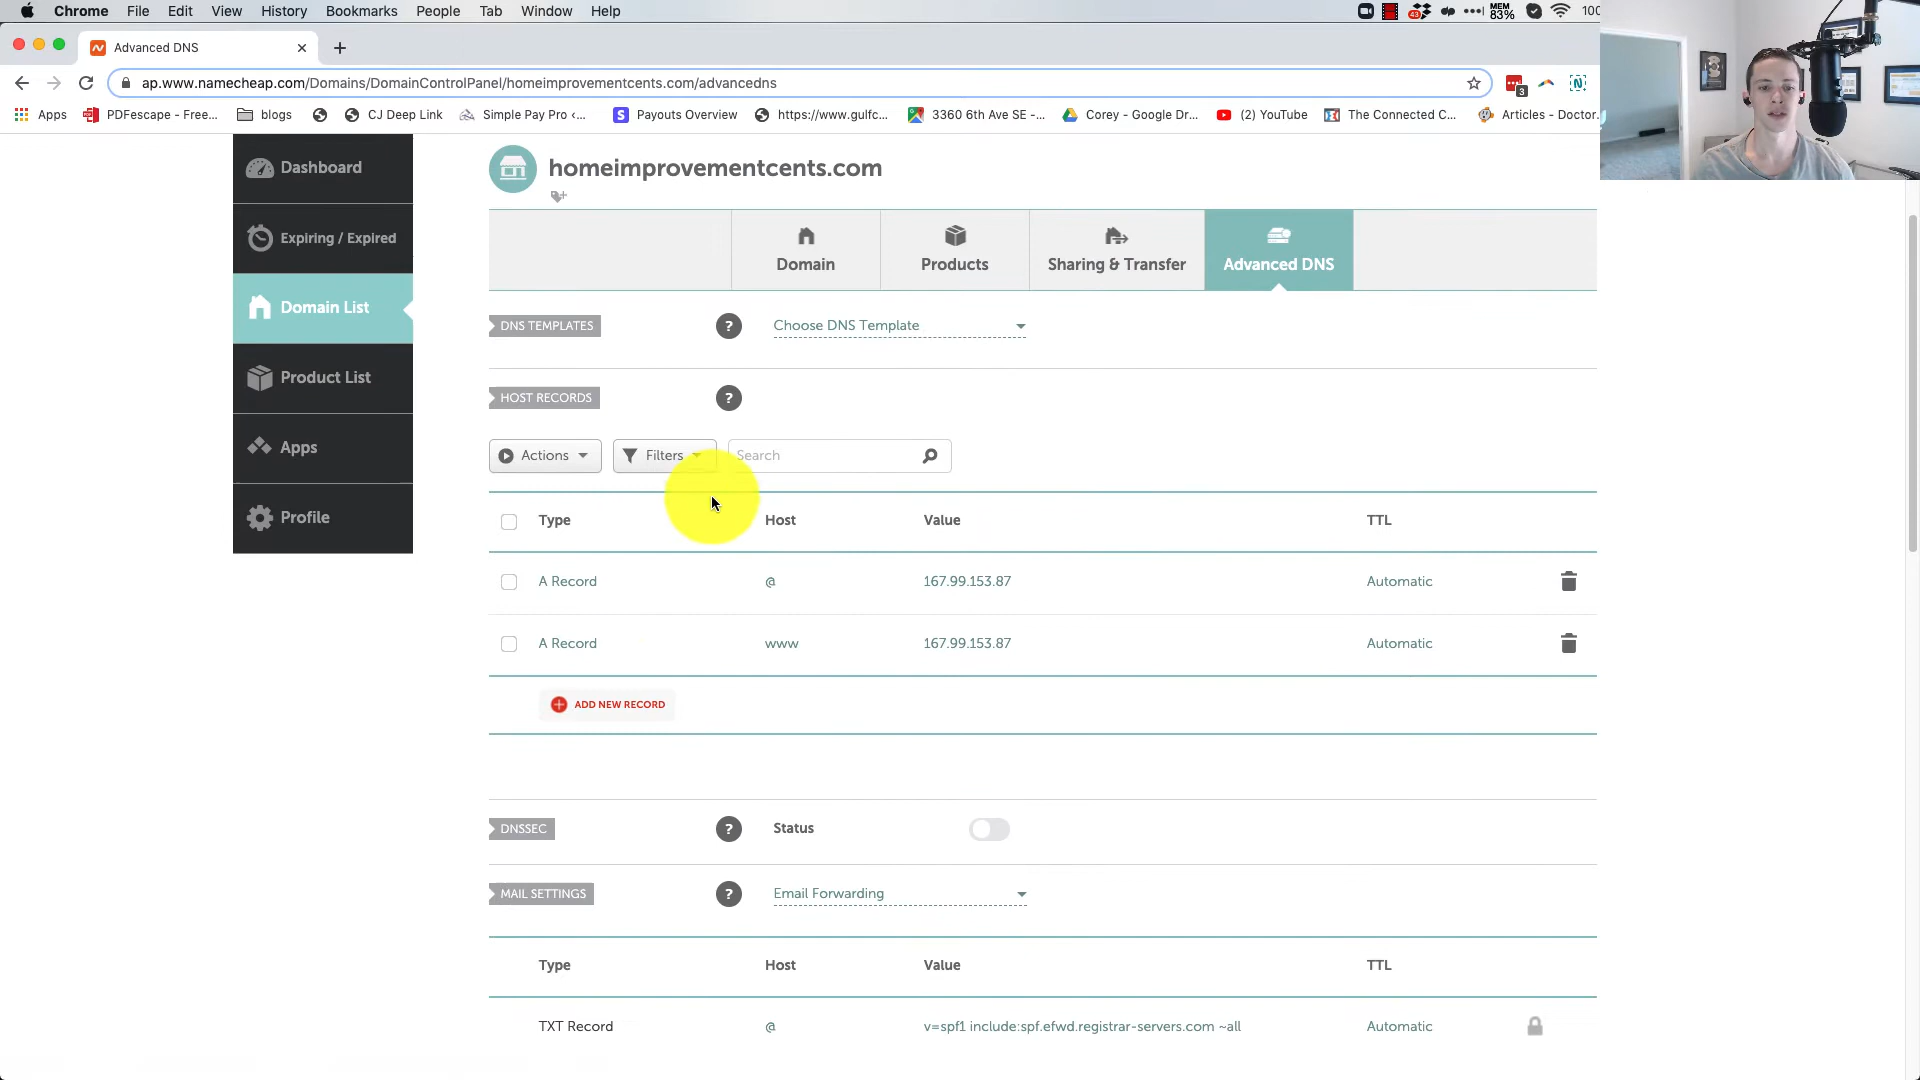 Chrome File Edit View History Bookmarks People Tab Window Help
43
MEM 83%
100
Advanced DNS
ap.www.namecheap.com/Domains/DomainControlPanel/homeimprovementcents.com/advancedns
3
Apps PDFescape - Free... blogs CJ Deep Link Simple Pay Pro ‹... Payouts Overview https://www.gulfc... 3360 6th Ave SE -... Corey - Google Dr... (2) YouTube The Connected C... Articles - Doctor.
Dashboard
Expiring / Expired
Domain List
Product List
Apps
Profile
homeimprovementcents.com
Domain Products Sharing & Transfer Advanced DNS
DNS TEMPLATES ? Choose DNS Template
HOST RECORDS ?
Actions Filters Search
Type Host Value TTL
A Record @ 167.99.153.87 Automatic
A Record www 167.99.153.87 Automatic
ADD NEW RECORD
DNSSEC ? Status
MAIL SETTINGS ? Email Forwarding
Type Host Value TTL
TXT Record @ v=spf1 include:spf.efwd.registrar-servers.com ~all Automatic